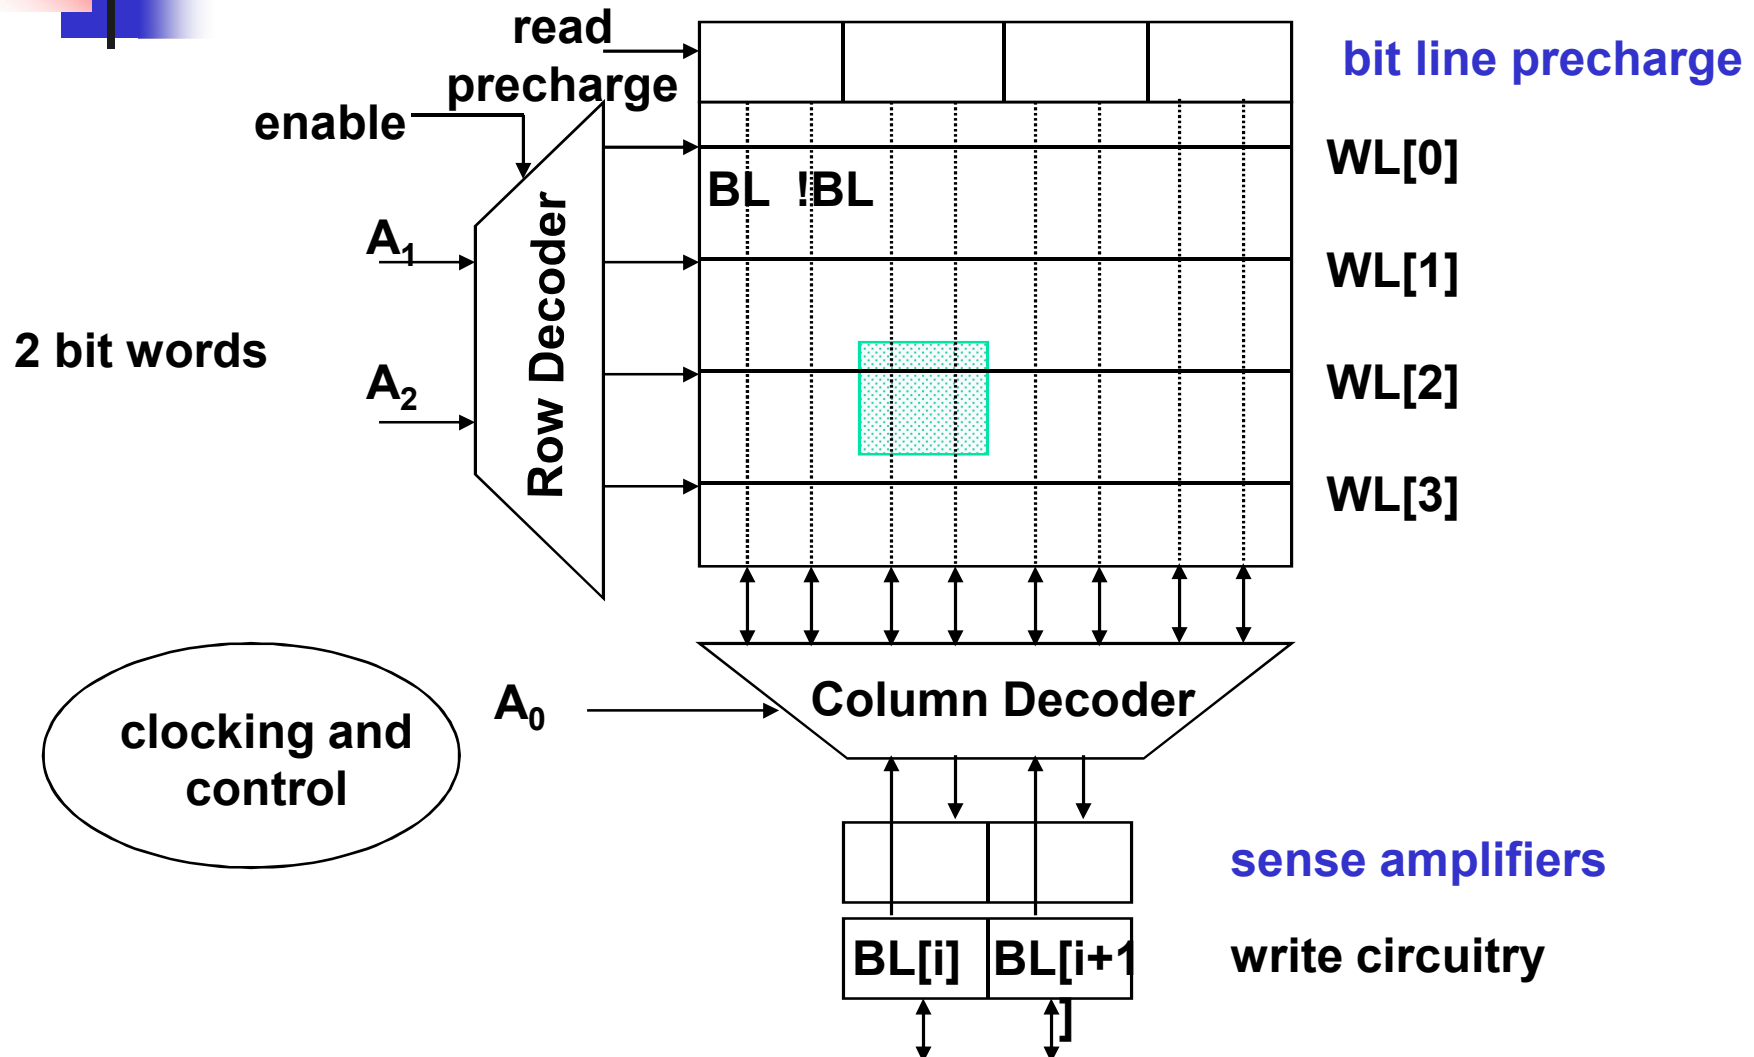 read
precharge
bit line precharge
enable
WL[0]
BL !BL
A1
WL[1]
Row Decoder
2 bit words
A2
WL[2]
WL[3]
Column Decoder
A0
clocking and
control
sense amplifiers
BL[i]
BL[i+1
]
write circuitry